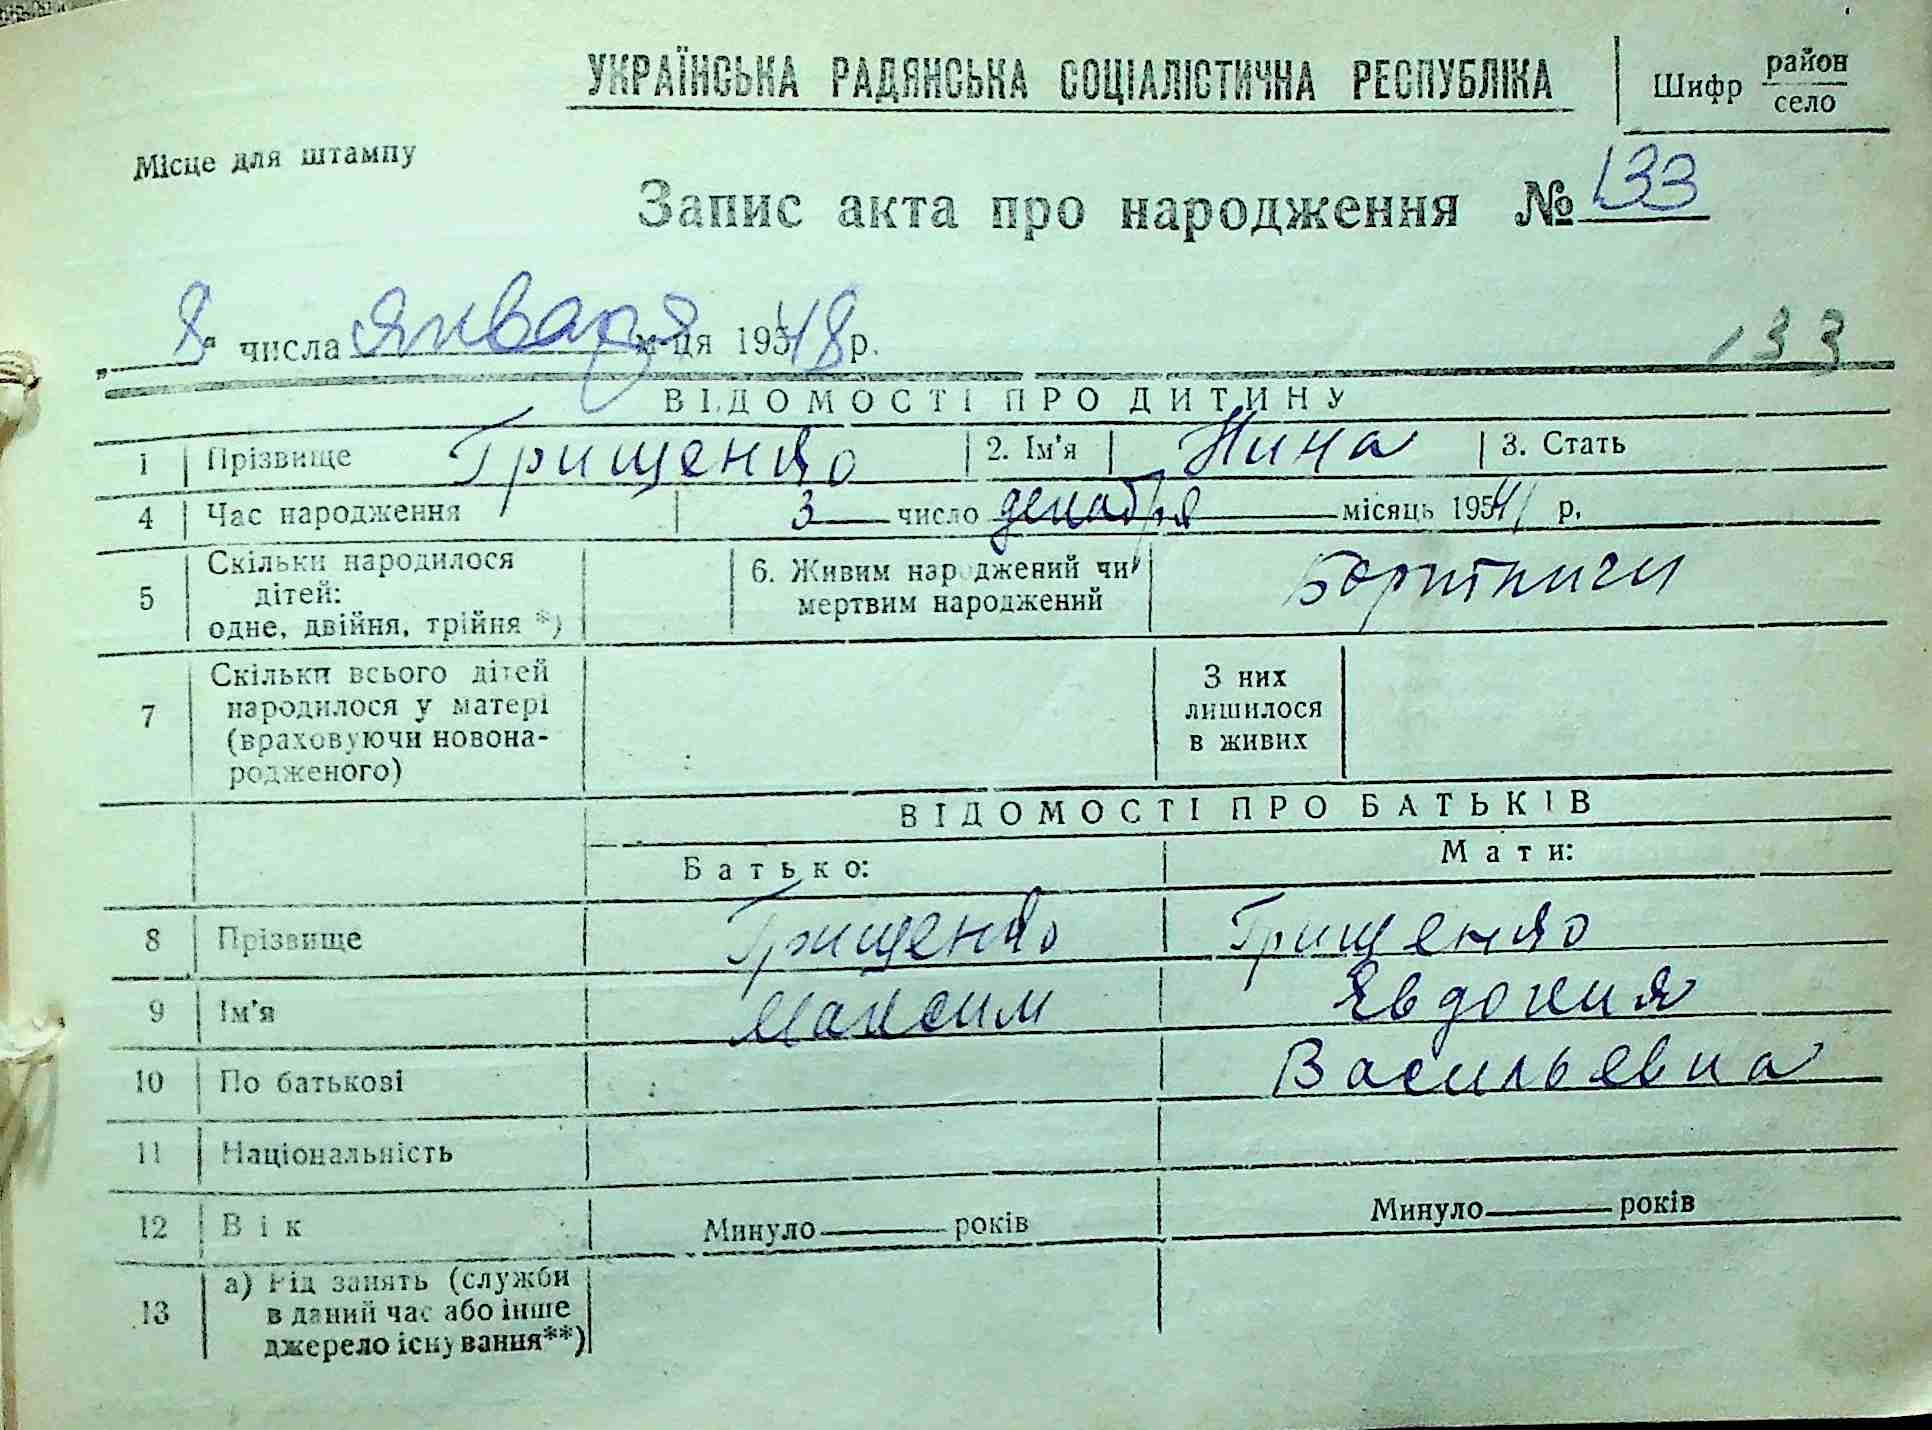 УКРАЇНСЬКА РАДЯНСЬКА СОЦІАЛІСТИЧНА РЕСПУБЛІКА
Шифр район
село
Місце для штампу
Запис акта про народження № 133
„ 8 “ числа января м-ця 1948 р.
133
ВІДОМОСТІ ПРО ДИТИНУ
1 Прізвище Грищенко 2. Ім'я Нина 3. Стать
4 Час народження 3 число декабря місяць 1941 р.
5 Скільки народилося
дітей:
одне, двійня, трійня *)
6. Живим народжений чи
мертвим народжений
Бортничи
7 Скільки всього дітей
народилося у матері
(враховуючи новона-
родженого)
З них
лишилося
в живих
ВІДОМОСТІ ПРО БАТЬКІВ
Батько: Мати:
8 Прізвище Грищенко Грищенко
9 Ім'я Максим Явдокия
10 По батькові Васильевна
11 Національність
12 Вік Минуло років Минуло років
13 а) Рід занять (служби
в даний час або інше
джерело існування**)